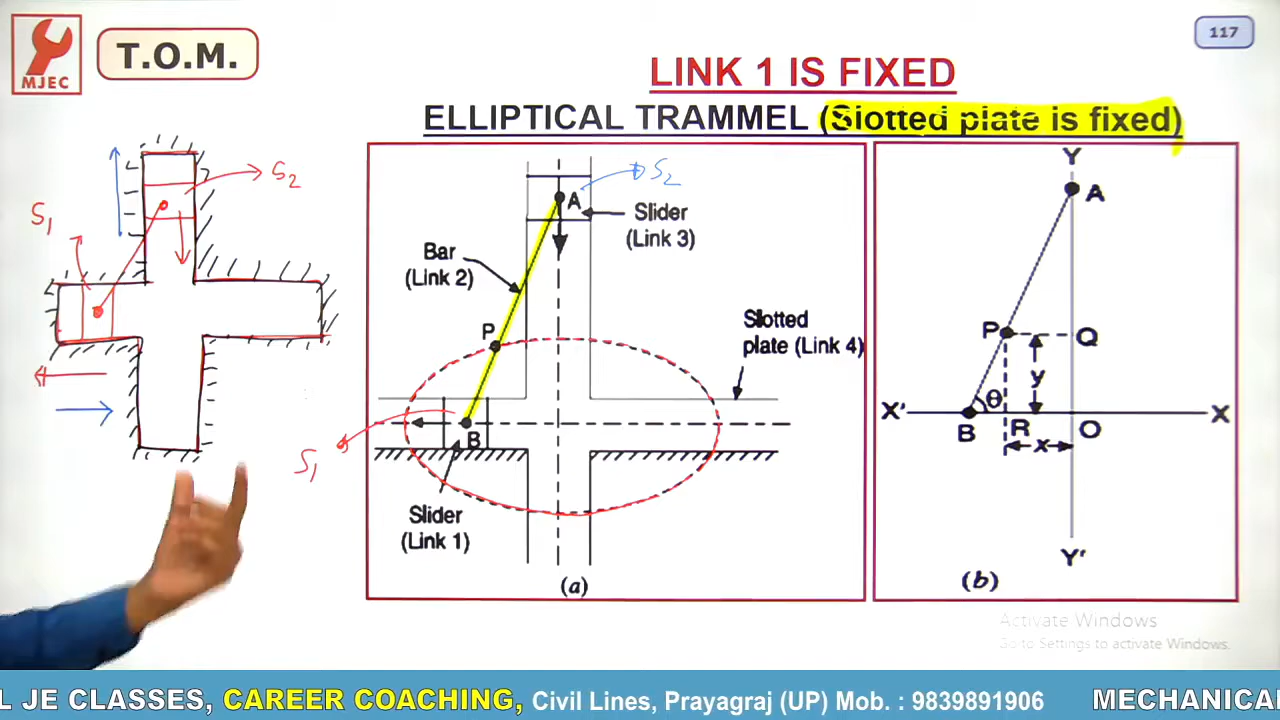 MJEC
T.O.M.
117
LINK 1 IS FIXED
ELLIPTICAL TRAMMEL (Slotted plate is fixed)
S2
S1
S2
A
Slider
(Link 3)
Bar
(Link 2)
P
Slotted
plate (Link 4)
B
S1
Slider
(Link 1)
(a)
Y
A
P
Q
y
θ
X'
X
B
R
O
x
Y'
(b)
Activate Windows
Go to Settings to activate Windows.
L JE CLASSES, CAREER COACHING, Civil Lines, Prayagraj (UP) Mob. : 9839891906 MECHANICA